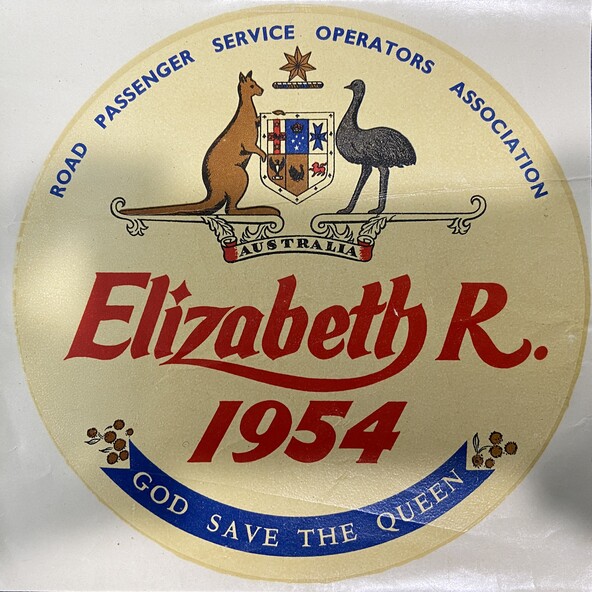 ROAD PASSENGER SERVICE OPERATORS ASSOCIATION
AUSTRALIA
Elizabeth R.
1954
GOD SAVE THE QUEEN